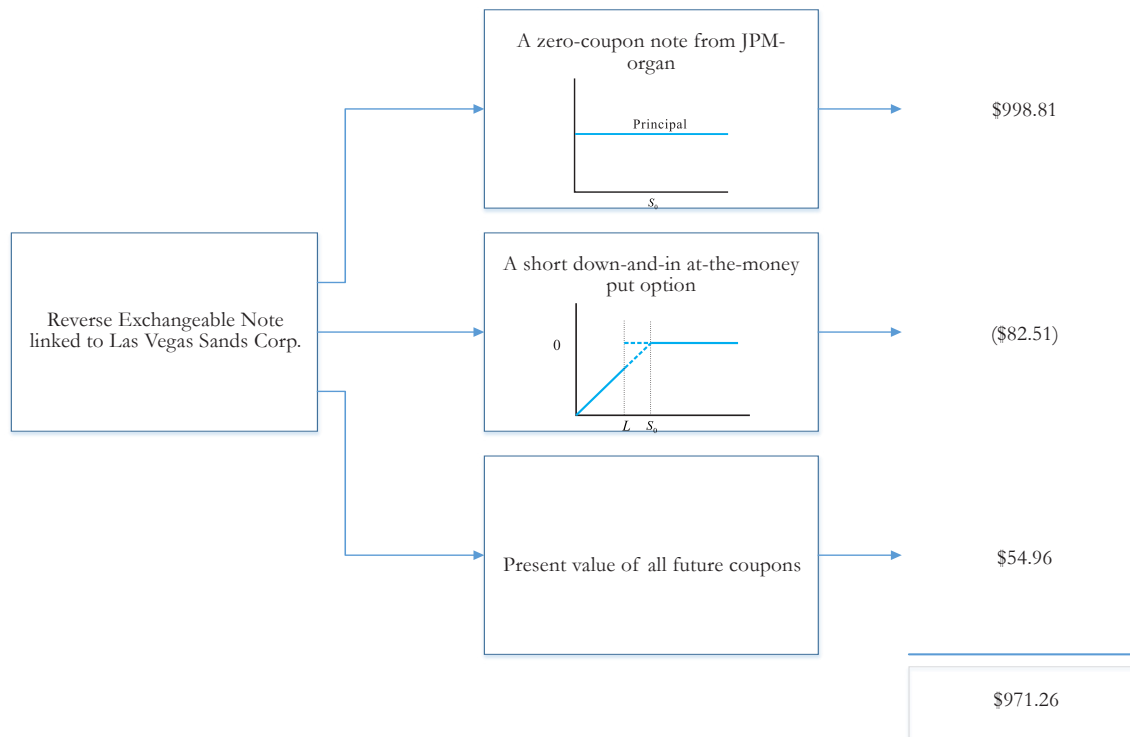 A zero-coupon note from JPM-
organ
Principal
S₀
$998.81
Reverse Exchangeable Note
linked to Las Vegas Sands Corp.
A short down-and-in at-the-money
put option
0
L S₀
($82.51)
Present value of all future coupons
$54.96
$971.26